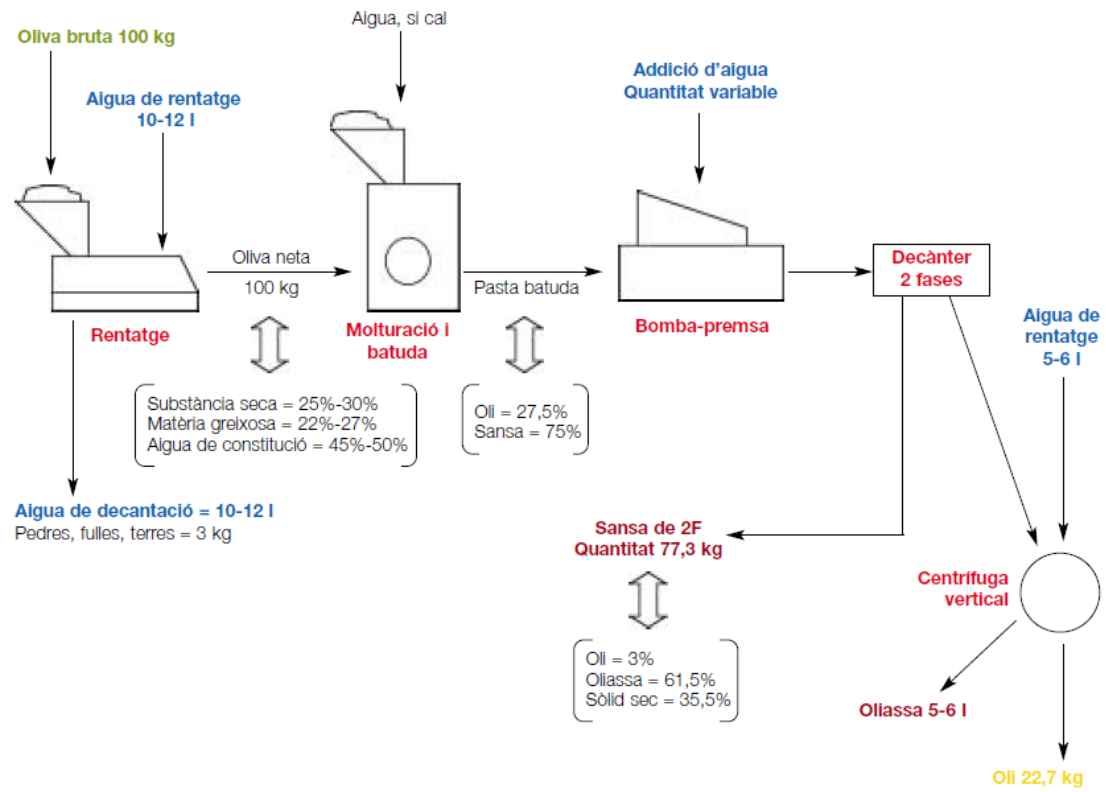 Oliva bruta 100 kg
Aigua de rentatge
10-12 l
Rentatge
Aigua de decantació = 10-12 l
Pedres, fulles, terres = 3 kg
Oliva neta
100 kg
Substància seca = 25%-30%
Matèria greixosa = 22%-27%
Aigua de constitució = 45%-50%
Aigua, si cal
Molturació i
batuda
Pasta batuda
Oli = 27,5%
Sansa = 75%
Addició d’aigua
Quantitat variable
Bomba-premsa
Decànter
2 fases
Sansa de 2F
Quantitat 77,3 kg
Oli = 3%
Oliassa = 61,5%
Sòlid sec = 35,5%
Aigua de
rentatge
5-6 l
Centrífuga
vertical
Oliassa 5-6 l
Oli 22,7 kg